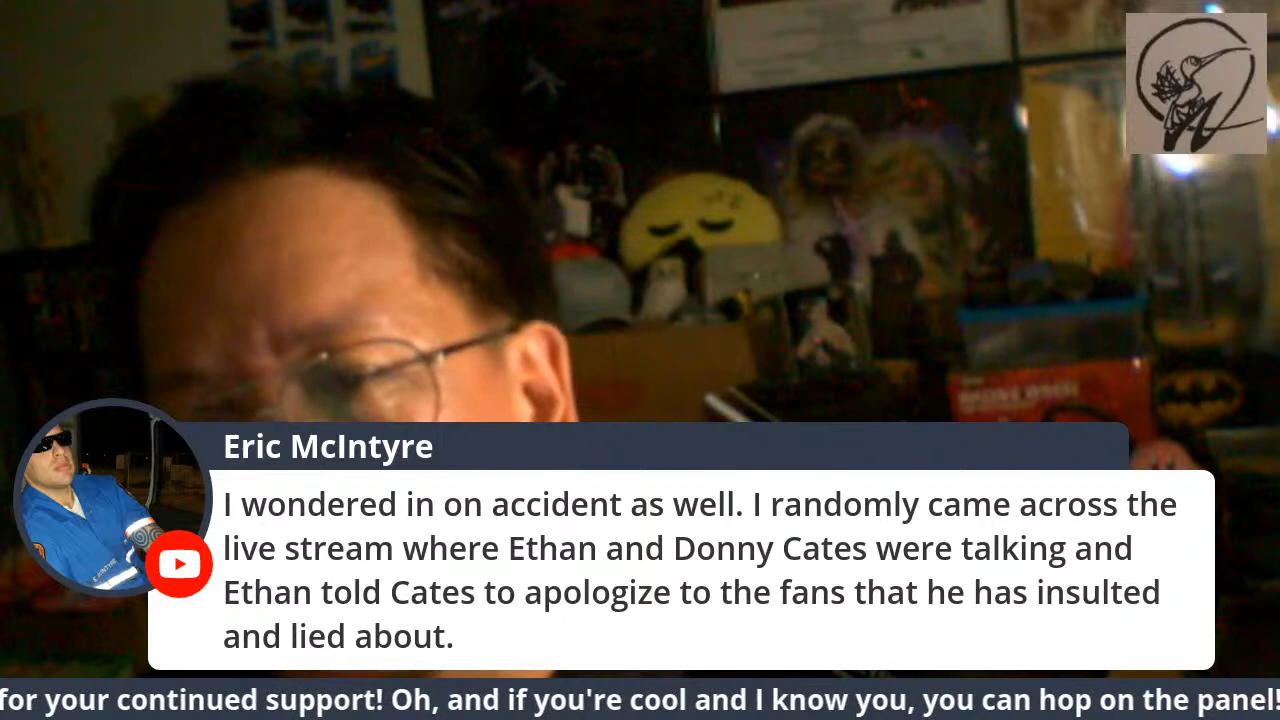 Eric McIntyre
I wondered in on accident as well. I randomly came across the
live stream where Ethan and Donny Cates were talking and
Ethan told Cates to apologize to the fans that he has insulted
and lied about.
for your continued support! Oh, and if you're cool and I know you, you can hop on the panel!